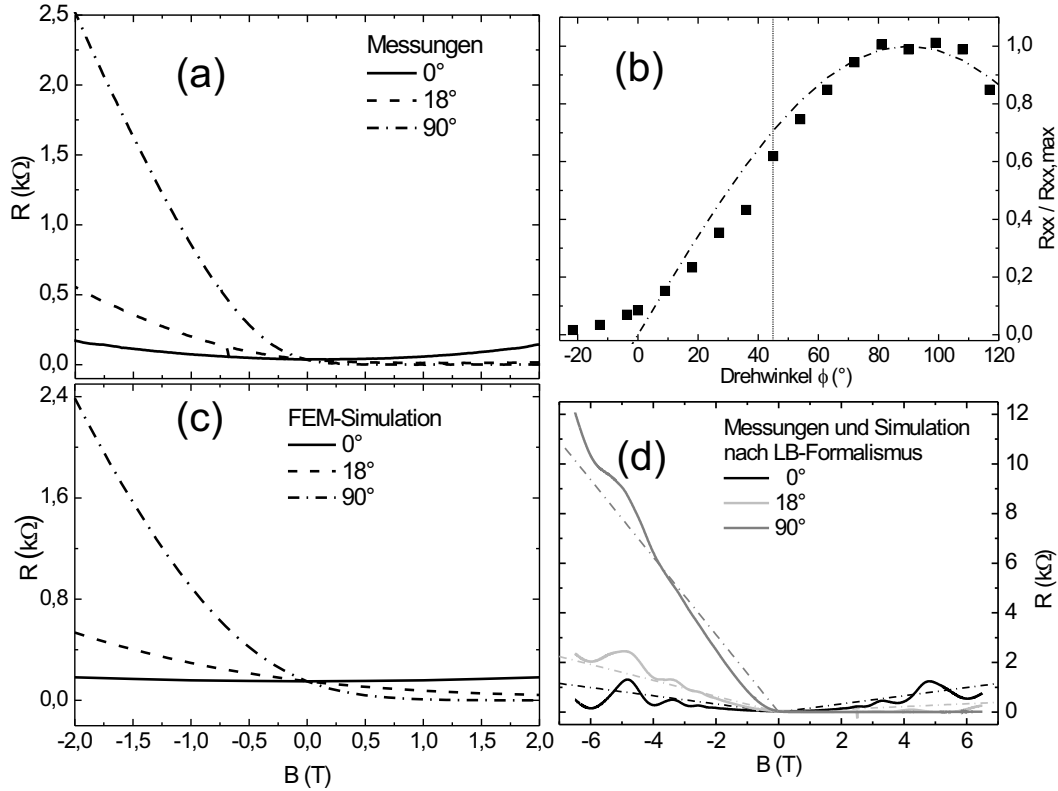 (a)
Messungen
0°
18°
90°
R (kΩ)
2,5
2,0
1,5
1,0
0,5
0,0
(b)
Rxx / Rxx,max
1,0
0,8
0,6
0,4
0,2
0,0
-20 0 20 40 60 80 100 120
Drehwinkel ϕ (°)
(c)
FEM-Simulation
0°
18°
90°
R (kΩ)
2,4
1,6
0,8
0,0
-2,0 -1,5 -1,0 -0,5 0,0 0,5 1,0 1,5 2,0
B (T)
(d)
Messungen und Simulation
nach LB-Formalismus
0°
18°
90°
R (kΩ)
12
10
8
6
4
2
0
-6 -4 -2 0 2 4 6
B (T)